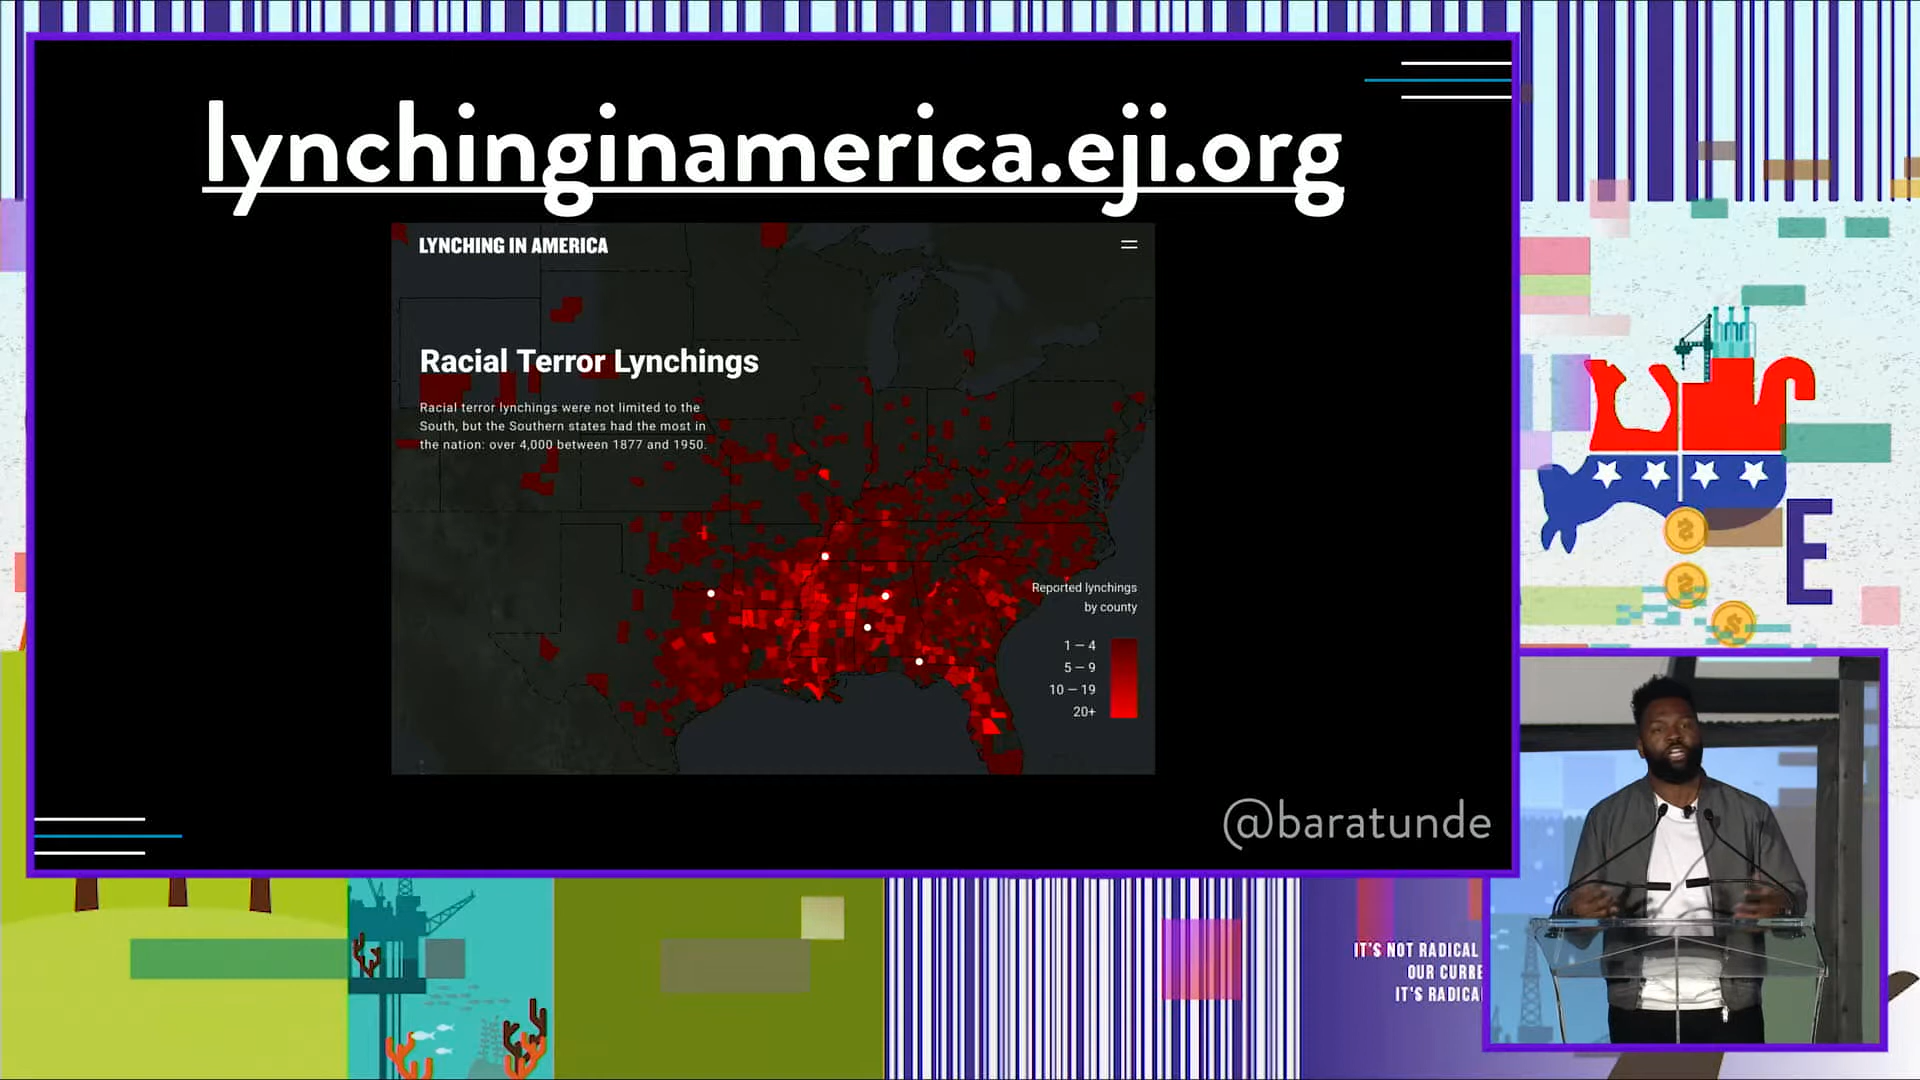 lynchinginamerica.eji.org
LYNCHING IN AMERICA
Racial Terror Lynchings
Racial terror lynchings were not limited to the
South, but the Southern states had the most in
the nation: over 4,000 between 1877 and 1950.
Reported lynchings
by county
1 — 4
5 — 9
10 — 19
20+
@baratunde
E
IT'S NOT RADICAL
OUR CURRE
IT'S RADICA